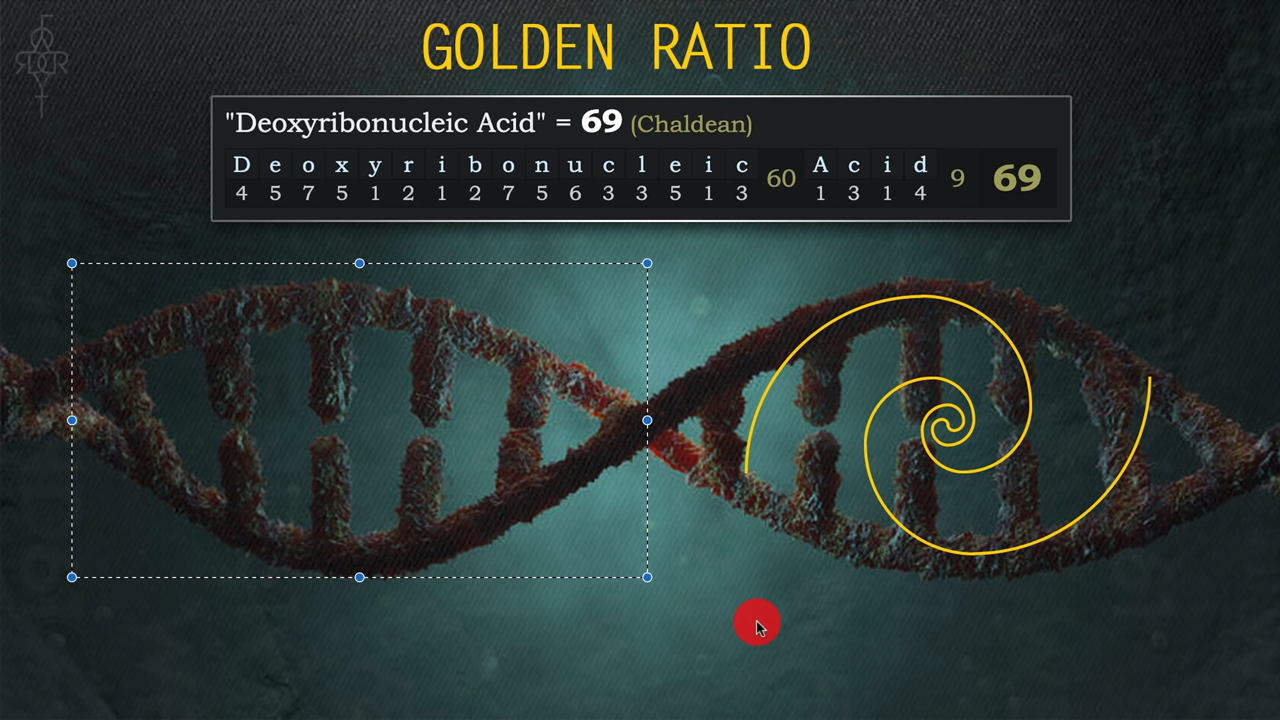 GOLDEN RATIO
"Deoxyribonucleic Acid" = 69 (Chaldean)
D e o x y r i b o n u c l e i c 60 A c i d 9 69
4 5 7 5 1 2 1 2 7 5 6 3 3 5 1 3 1 3 1 4